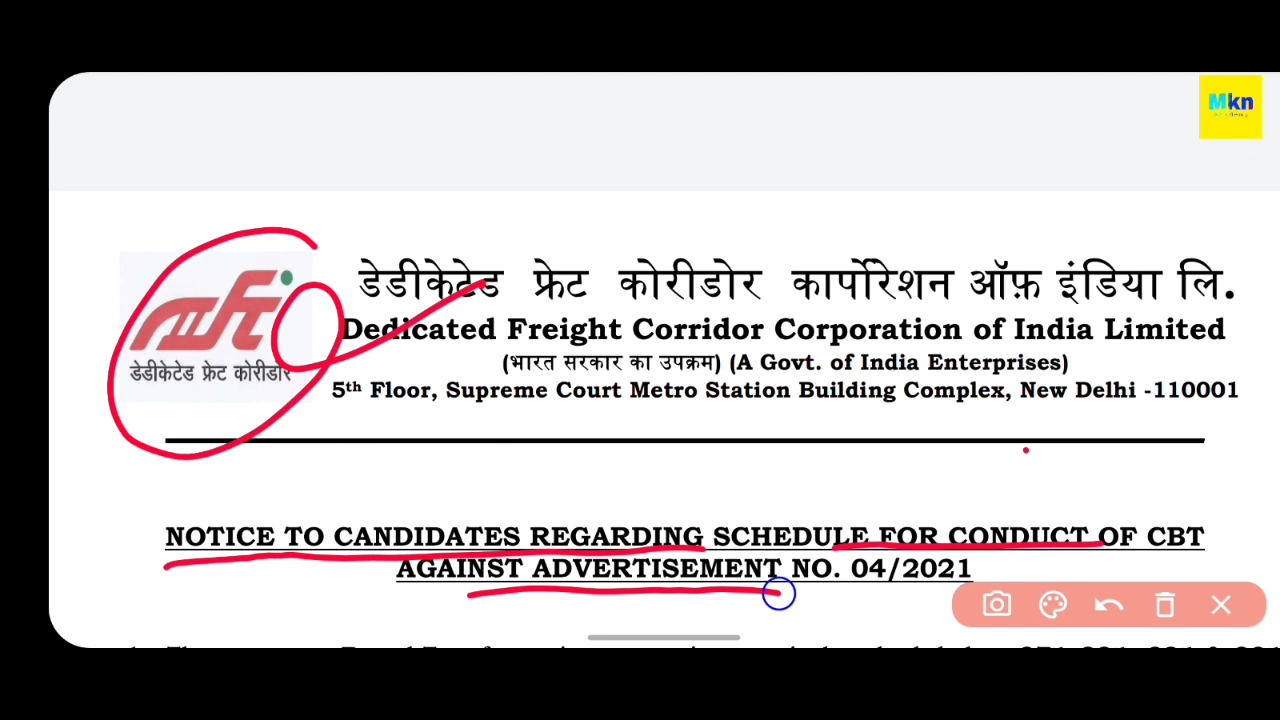 Mkn
डेडीकेटेड फ्रेट कोरीडोर
डेडीकेटेड फ्रेट कोरीडोर कार्पोरेशन ऑफ़ इंडिया लि.
Dedicated Freight Corridor Corporation of India Limited
(भारत सरकार का उपक्रम) (A Govt. of India Enterprises)
5th Floor, Supreme Court Metro Station Building Complex, New Delhi -110001
NOTICE TO CANDIDATES REGARDING SCHEDULE FOR CONDUCT OF CBT
AGAINST ADVERTISEMENT NO. 04/2021